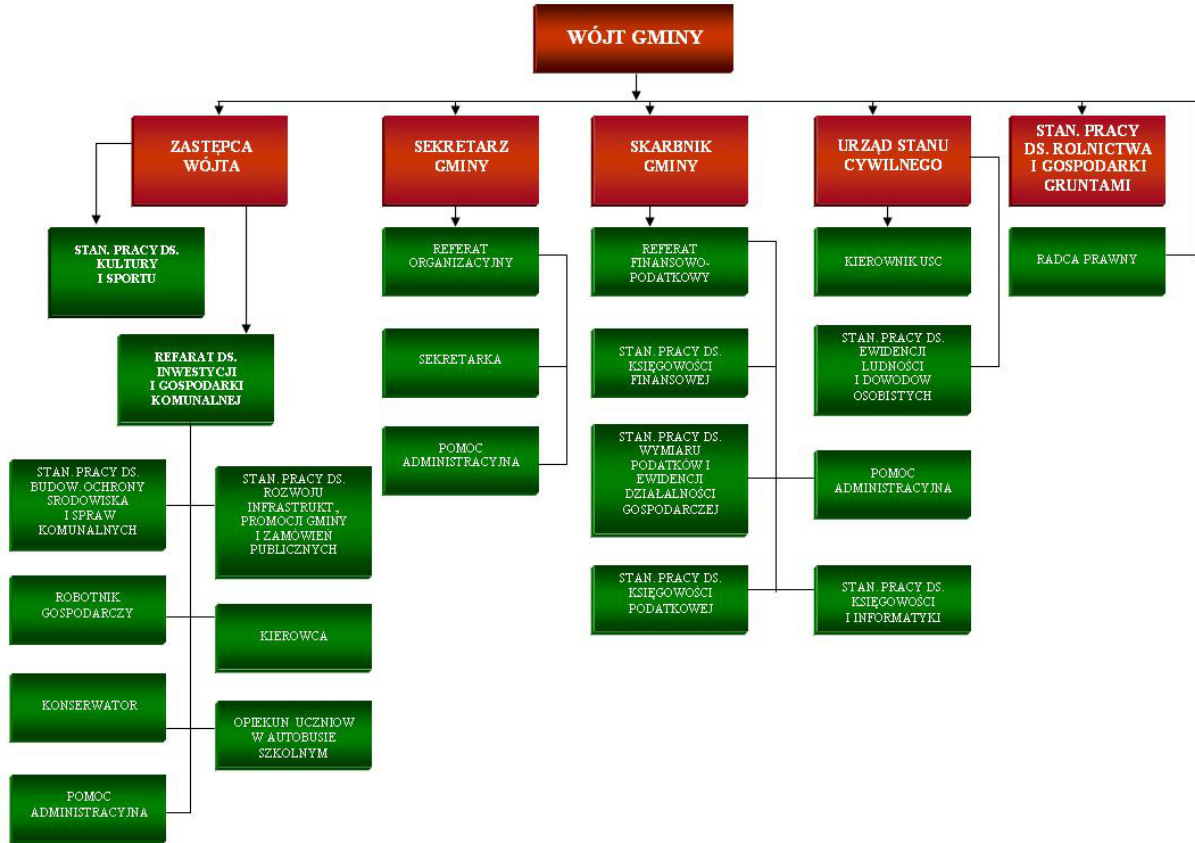 WÓJT GMINY
ZASTĘPCA
WÓJTA
SEKRETARZ
GMINY
SKARBNIK
GMINY
URZĄD STANU
CYWILNEGO
STAN. PRACY
DS. ROLNICTWA
I GOSPODARKI
GRUNTAMI
STAN. PRACY DS.
KULTURY
I SPORTU
REFERAT
ORGANIZACYJNY
REFERAT
FINANSOWO-
PODATKOWY
KIEROWNIK USC
RADCA PRAWNY
REFARAT DS.
INWESTYCJI
I GOSPODARKI
KOMUNALNEJ
SEKRETARKA
STAN. PRACY DS.
KSIĘGOWOŚCI
FINANSOWEJ
STAN. PRACY DS.
EWIDENCJI
LUDNOŚCI
I DOWODOW
OSOBISTYCH
STAN. PRACY DS.
BUDOW. OCHRONY
SRODOWISKA
I SPRAW
KOMUNALNYCH
STAN. PRACY DS.
ROZWOJU
INFRASTRUKT.,
PROMOCJI GMINY
I ZAMÓWIEŃ
PUBLICZNYCH
POMOC
ADMINISTRACYJNA
STAN. PRACY DS.
WYMIARU
PODATKÓW I
EWIDENCJI
DZIAŁALNOŚCI
GOSPODARCZEJ
POMOC
ADMINISTRACYJNA
ROBOTNIK
GOSPODARCZY
KIEROWCA
STAN. PRACY DS.
KSIĘGOWOŚCI
PODATKOWEJ
STAN. PRACY DS.
KSIĘGOWOŚCI
I INFORMATYKI
KONSERWATOR
OPIEKUN UCZNIOW
W AUTOBUSIE
SZKOLNYM
POMOC
ADMINISTRACYJNA